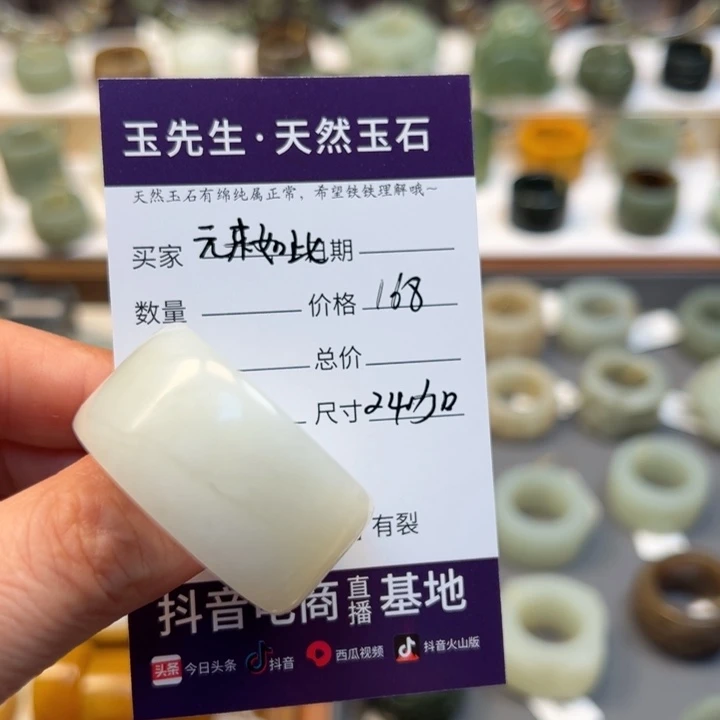 玉先生·天然玉石
天然玉石有绵纯属正常，希望铁铁理解哦~
买家 元来如比 期
数量 价格 168
总价
尺寸 24加口
有裂
抖音电商直播基地
头条 今日头条 抖音 西瓜视频 抖音火山版